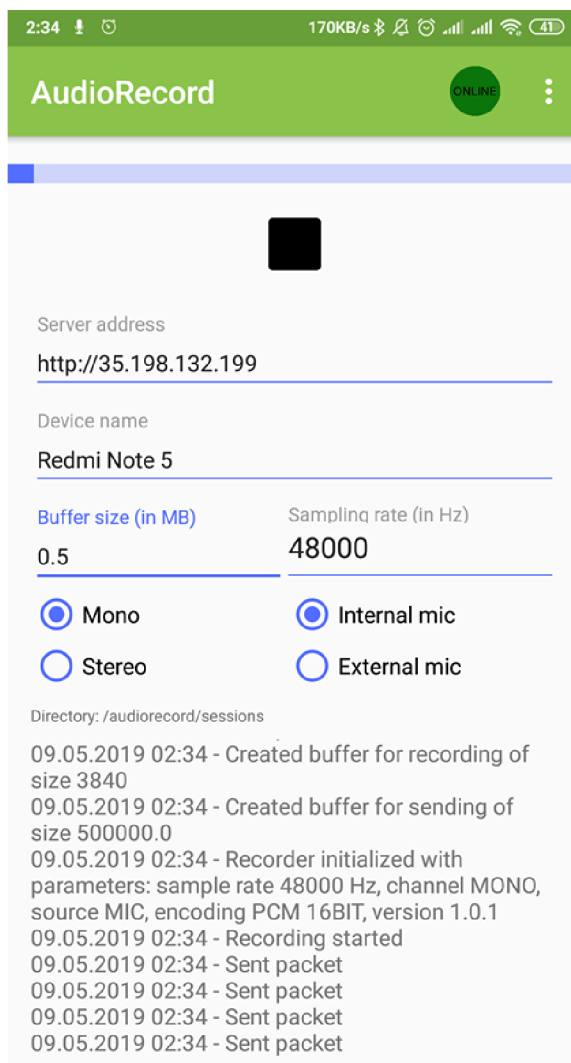 2:34 170KB/s 41
AudioRecord ONLINE
Server address
http://35.198.132.199
Device name
Redmi Note 5
Buffer size (in MB) Sampling rate (in Hz)
0.5 48000
Mono Internal mic
Stereo External mic
Directory: /audiorecord/sessions
09.05.2019 02:34 - Created buffer for recording of
size 3840
09.05.2019 02:34 - Created buffer for sending of
size 500000.0
09.05.2019 02:34 - Recorder initialized with
parameters: sample rate 48000 Hz, channel MONO,
source MIC, encoding PCM 16BIT, version 1.0.1
09.05.2019 02:34 - Recording started
09.05.2019 02:34 - Sent packet
09.05.2019 02:34 - Sent packet
09.05.2019 02:34 - Sent packet
09.05.2019 02:34 - Sent packet